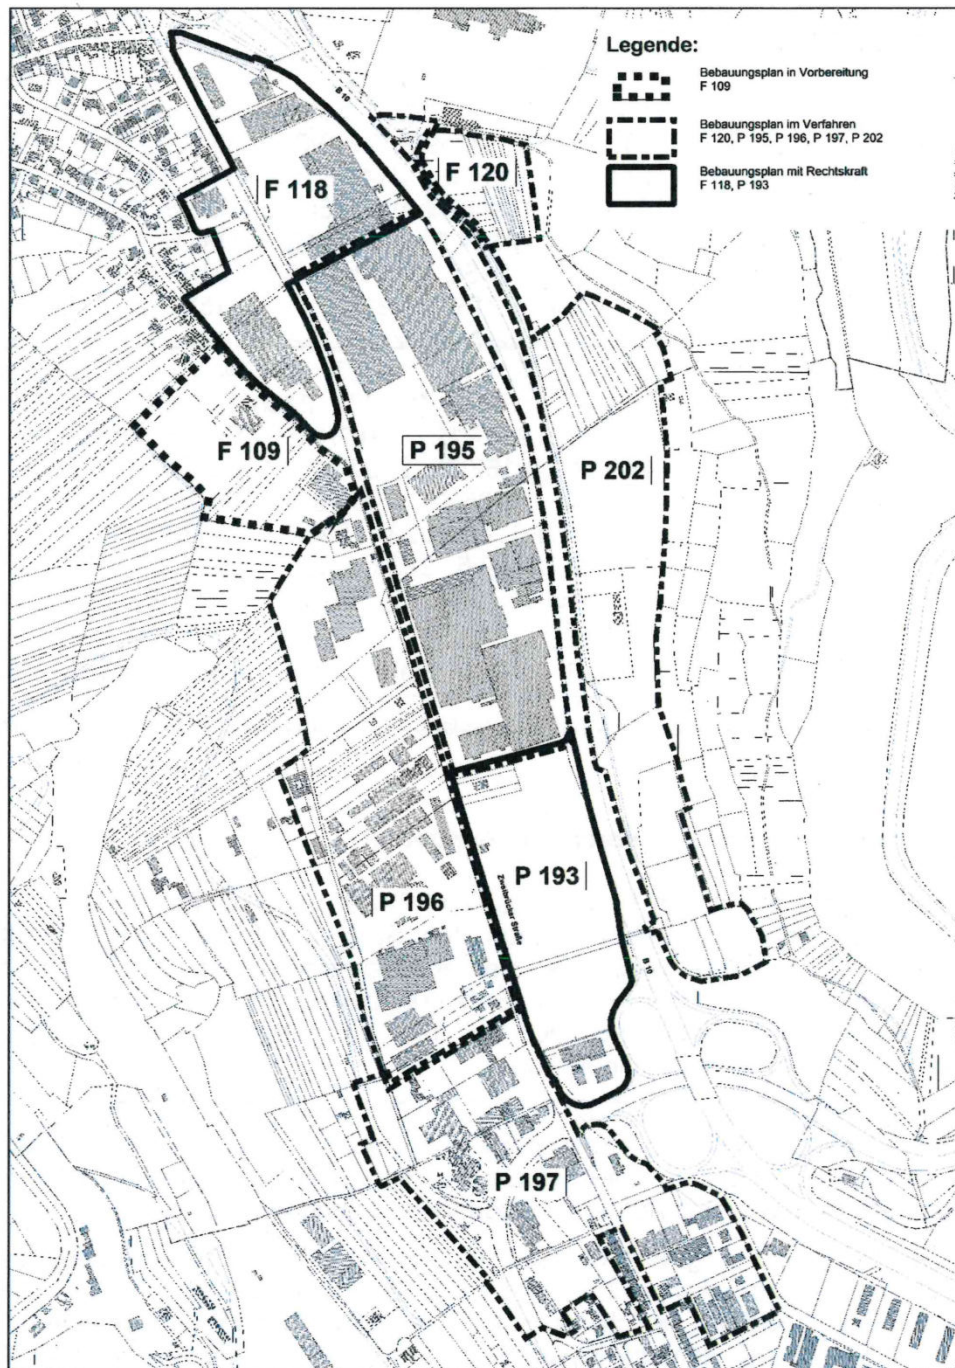 Legende:
Bebauungsplan in Vorbereitung
F 109
Bebauungsplan im Verfahren
F 120, P 195, P 196, P 197, P 202
Bebauungsplan mit Rechtskraft
F 118, P 193
B 10
F 118
F 120
F 109
P 195
P 202
P 193
P 196
Zweibrücker Straße
B 10
P 197